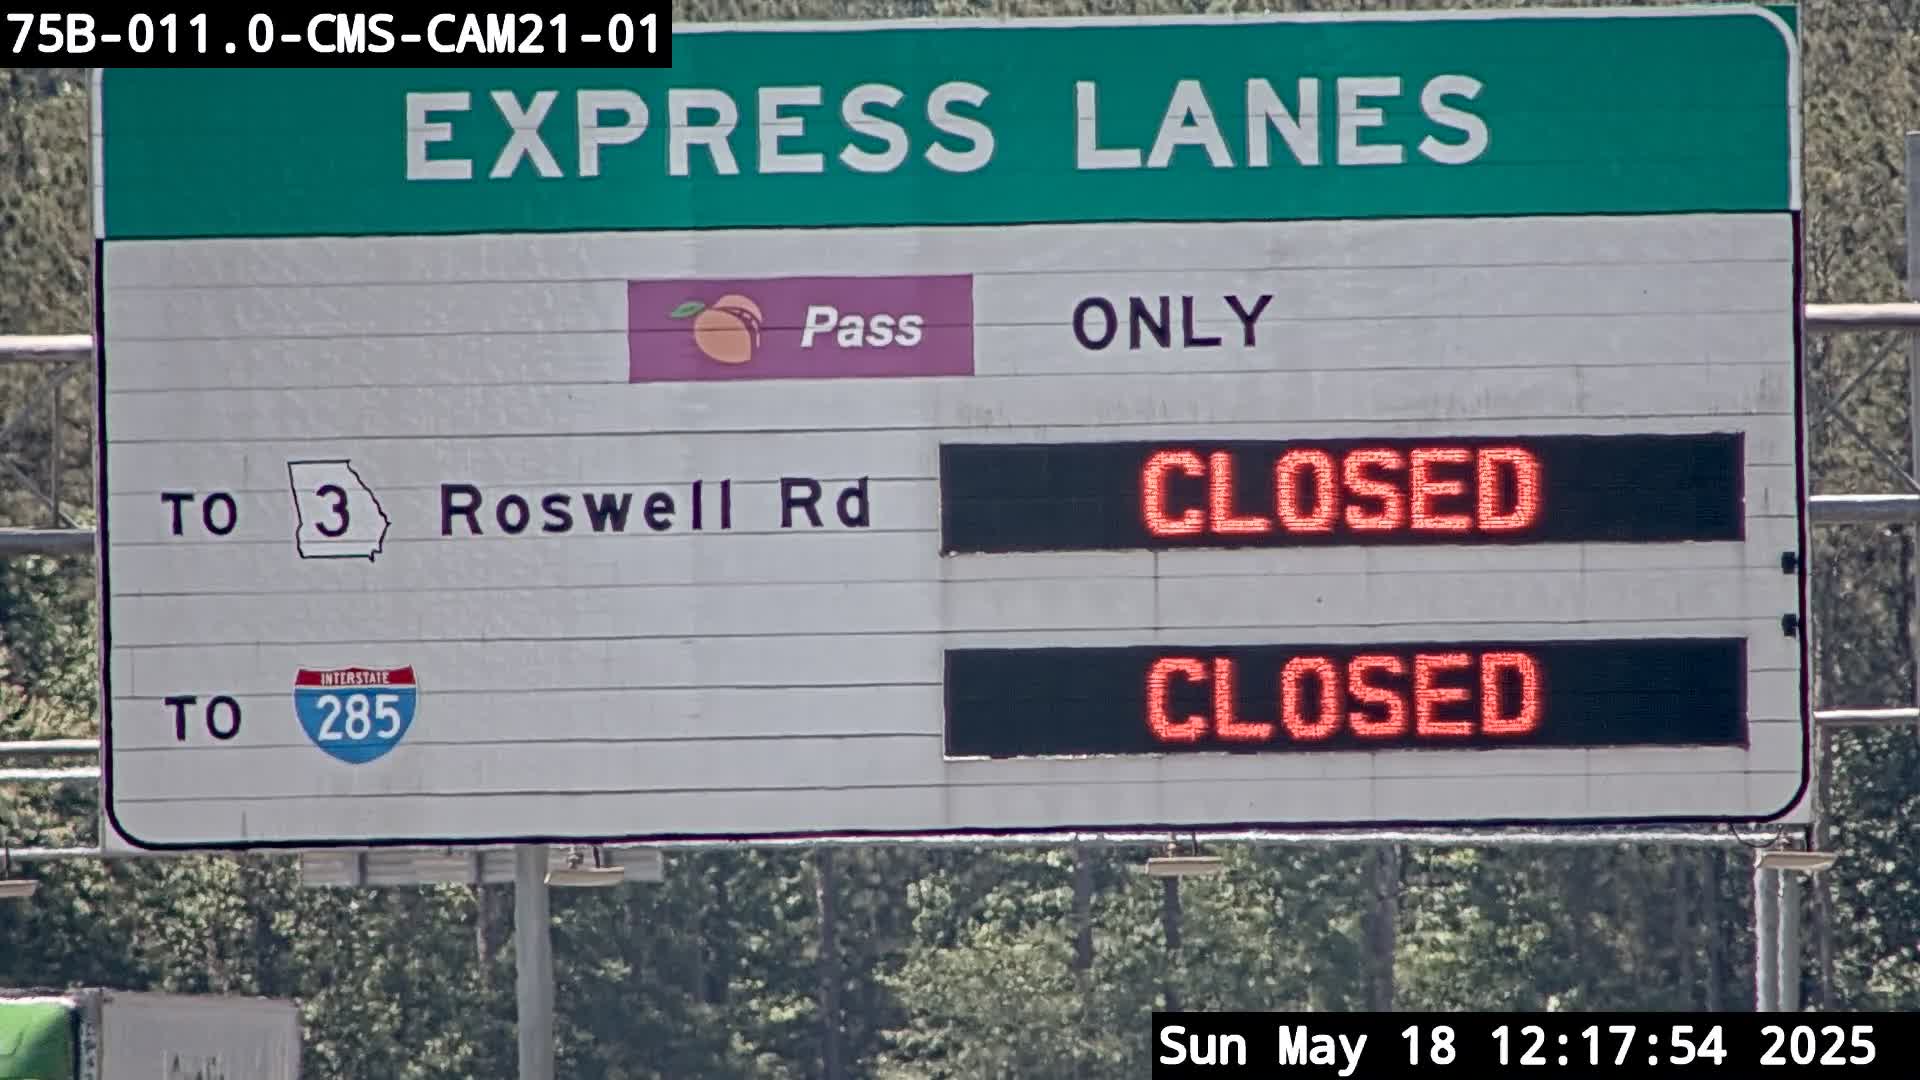 75B-011.0-CMS-CAM21-01
EXPRESS LANES
Pass ONLY
TO 3 Roswell Rd CLOSED
INTERSTATE
TO 285 CLOSED
Sun May 18 12:17:54 2025